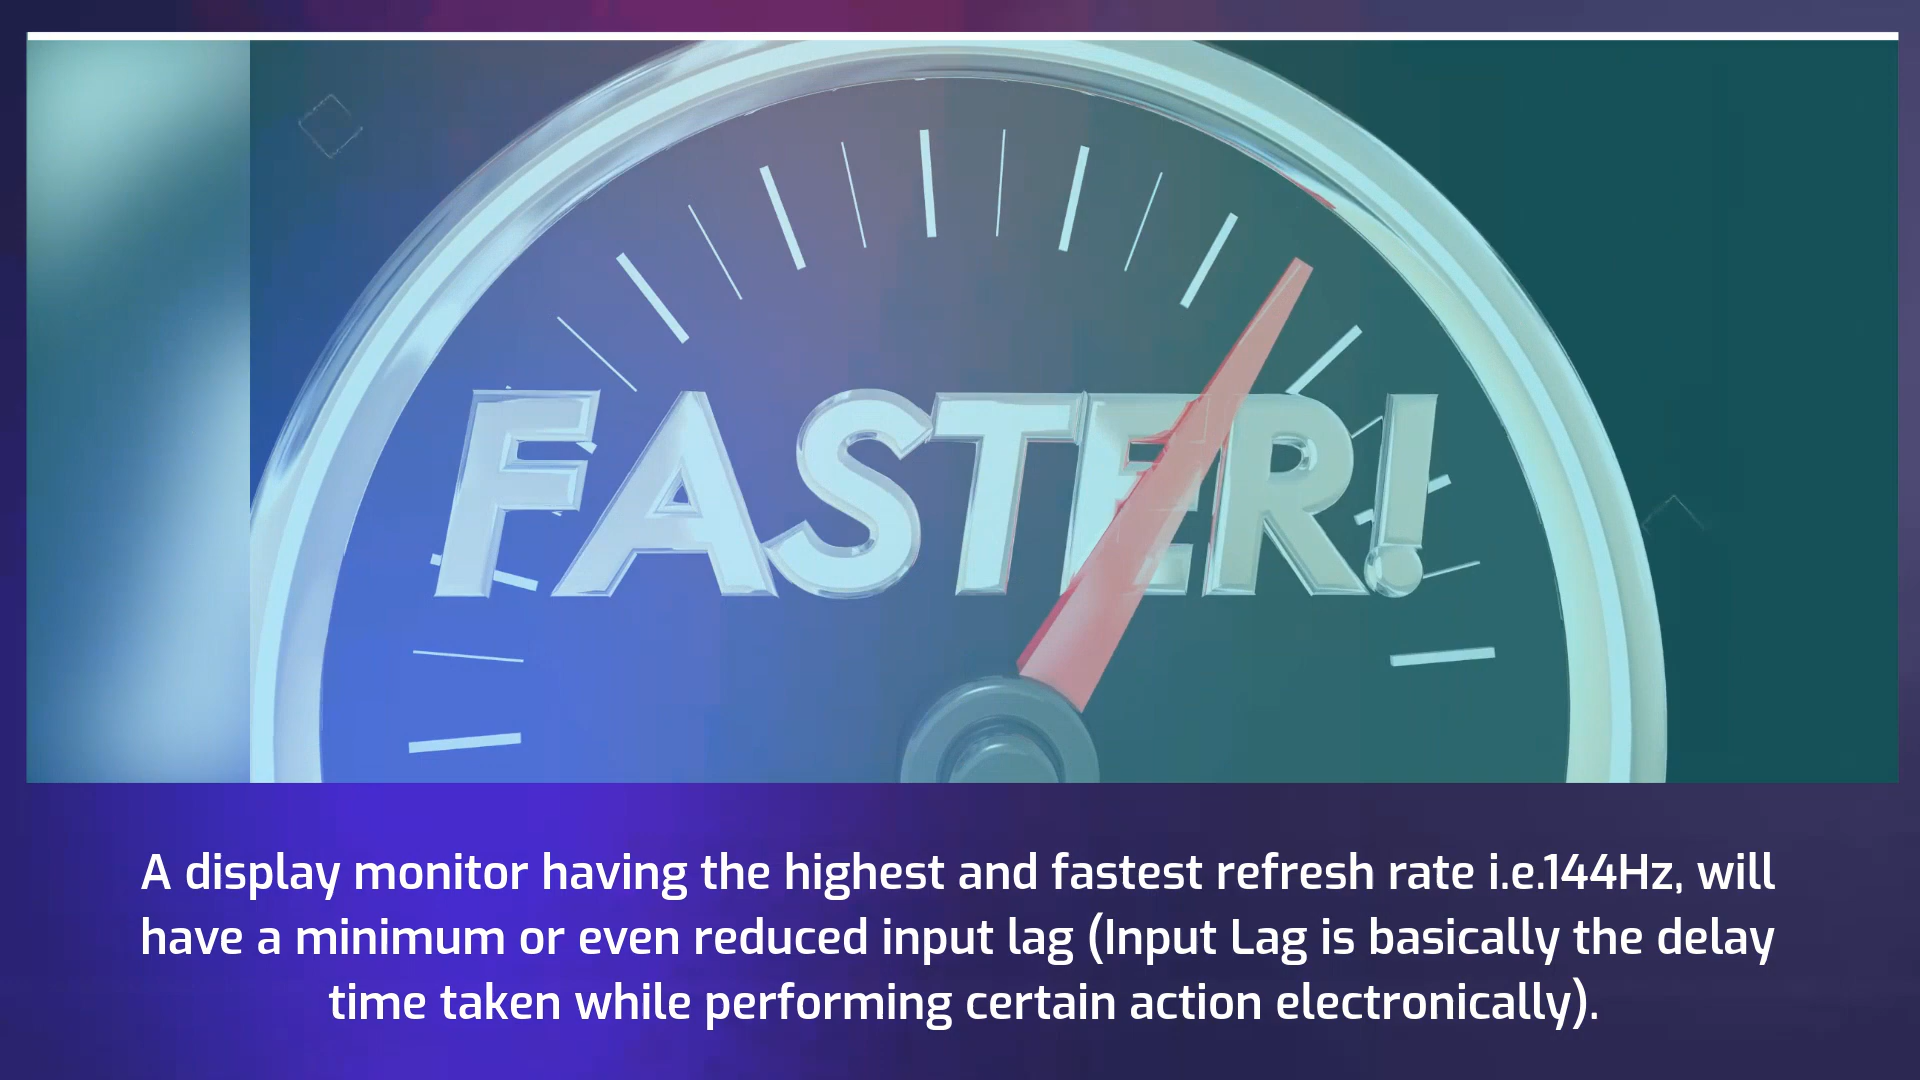 FASTER!
A display monitor having the highest and fastest refresh rate i.e.144Hz, will
have a minimum or even reduced input lag (Input Lag is basically the delay
time taken while performing certain action electronically).